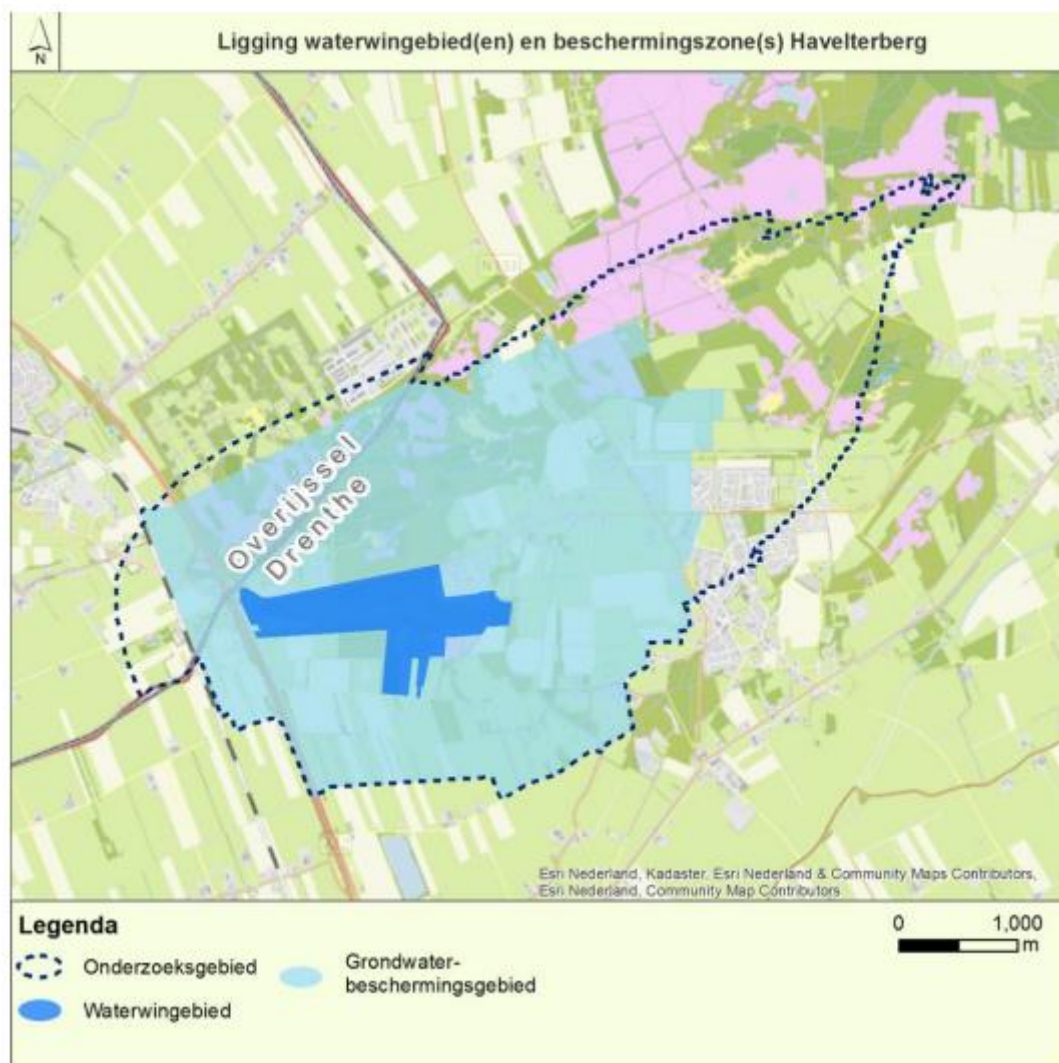 N
Ligging waterwingebied(en) en beschermingszone(s) Havelterberg
Overijssel
Drenthe
Esri Nederland, Kadaster, Esri Nederland & Community Maps Contributors,
Esri Nederland, Community Map Contributors
Legenda
Onderzoeksgebied
Waterwingebied
Grondwater-
beschermingsgebied
0 1,000
m